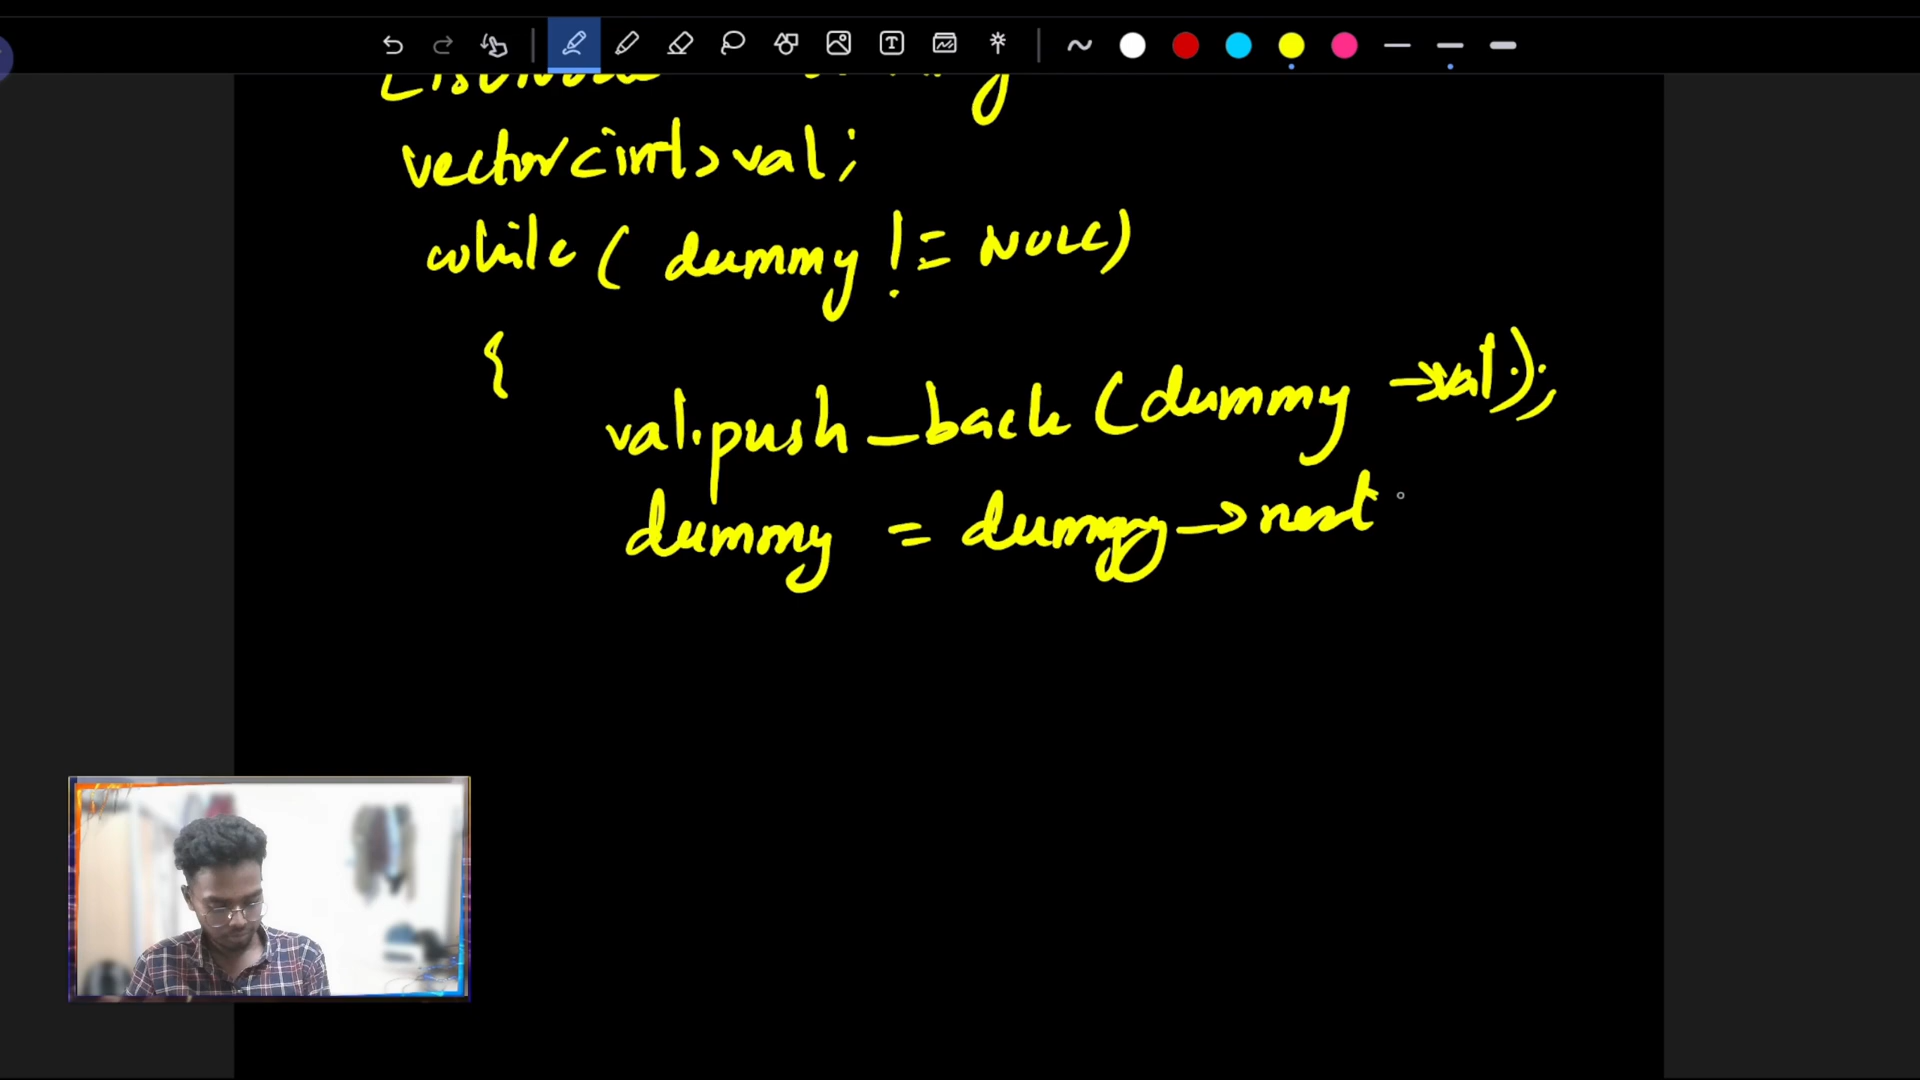 vector<int>val;
while( dummy != NULL)
{
val.push_back(dummy →val);
dummy = dummy→next